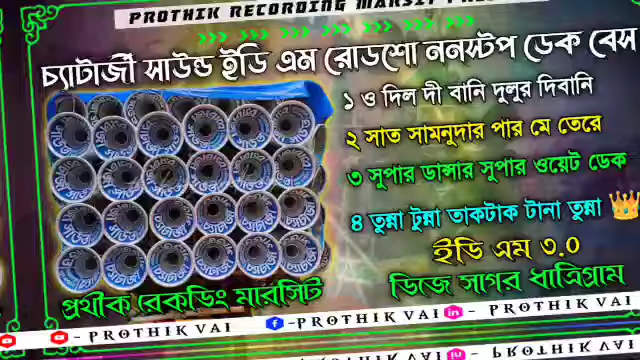 PROTHIK RECORDING MARSIT
চ্যাটার্জী সাউন্ড ইডি এম রোডশো ননস্টপ ডেক বেস
১ ও দিল দী বানি দুলুর দিবানি
২ সাত সামনুদার পার মে তেরে
৩ সুপার ডান্সার সুপার ওয়েট ডেক
৪ তুন্না টুন্না তাকটাক টানা তুন্না
ইডি এম ৩.০
প্রথীক রেকডিং মারসিট
ডিজে সাগর ধাত্রিগ্রাম
- PROTHIK VAI -PROTHIK VAI - PROTHIK VAI